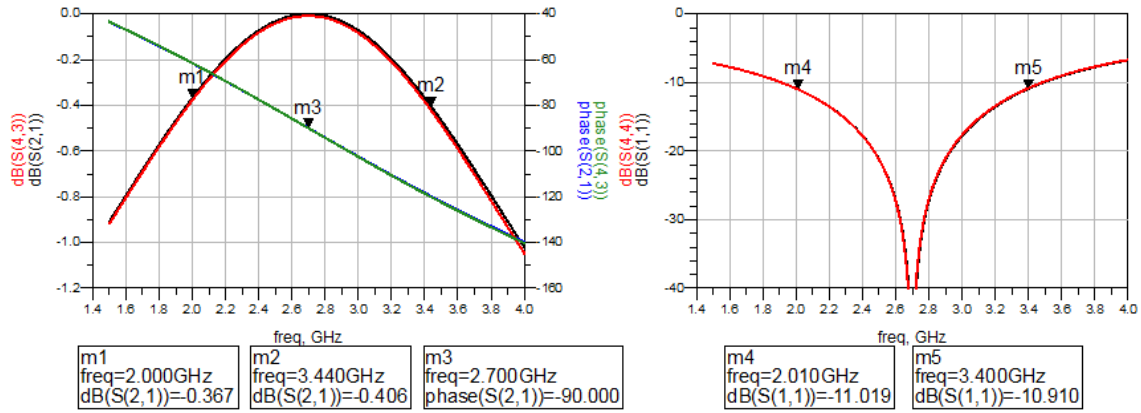 0.0
-0.2
-0.4
-0.6
-0.8
-1.0
-1.2
-40
-60
-80
-100
-120
-140
-160
1.4 1.6 1.8 2.0 2.2 2.4 2.6 2.8 3.0 3.2 3.4 3.6 3.8 4.0
freq, GHz
dB(S(4,3))
dB(S(2,1))
phase(S(4,3))
phase(S(2,1))
m1
m2
m3
m1
freq=2.000GHz
dB(S(2,1))=-0.367
m2
freq=3.440GHz
dB(S(2,1))=-0.406
m3
freq=2.700GHz
phase(S(2,1))=-90.000
0
-10
-20
-30
-40
1.4 1.6 1.8 2.0 2.2 2.4 2.6 2.8 3.0 3.2 3.4 3.6 3.8 4.0
freq, GHz
dB(S(4,4))
dB(S(1,1))
m4
m5
m4
freq=2.010GHz
dB(S(1,1))=-11.019
m5
freq=3.400GHz
dB(S(1,1))=-10.910